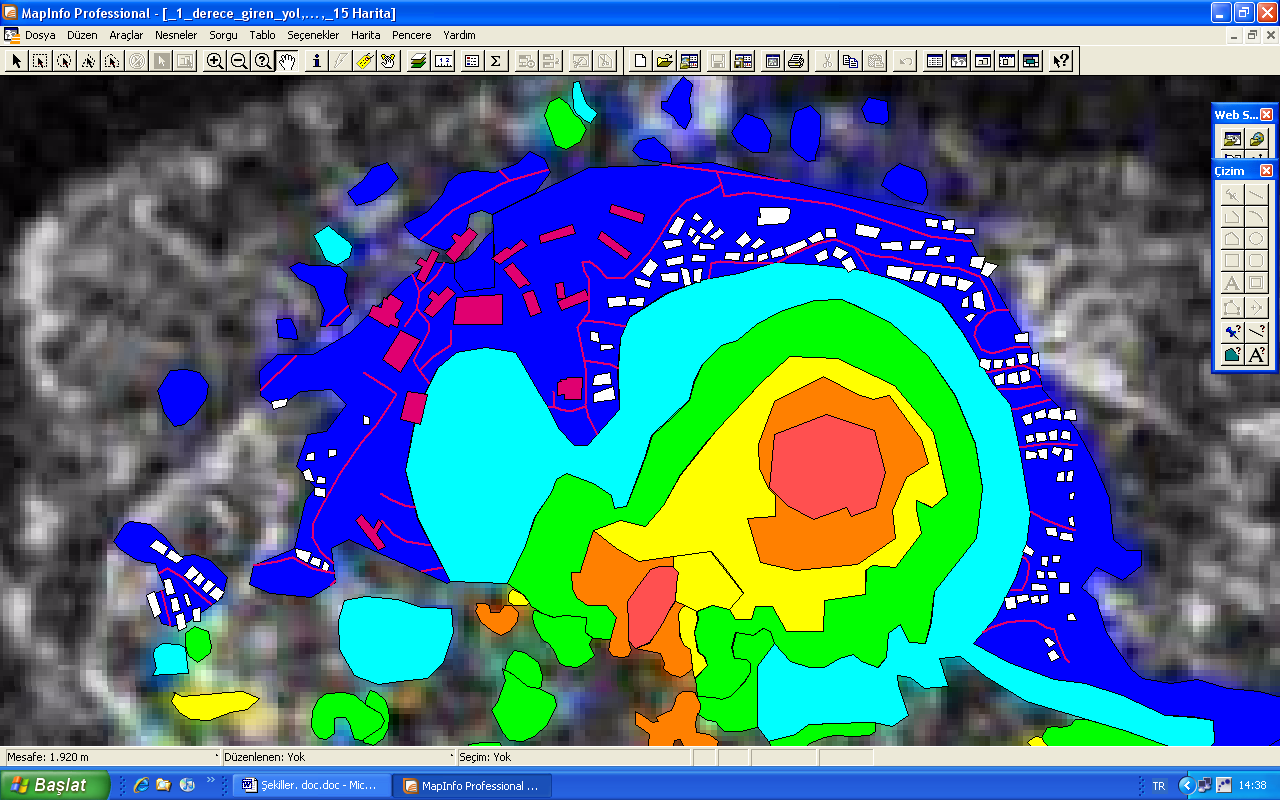 MapInfo Professional - [_1_derece_giren_yol,...,_15 Harita]
Dosya Düzen Araçlar Nesneler Sorgu Tablo Seçenekler Harita Pencere Yardım
Web S...
Çizim
Mesafe: 1.920 m Düzenlenen: Yok Seçim: Yok
Başlat Şekiller. doc.doc - Mic... MapInfo Professional ... TR 14:38